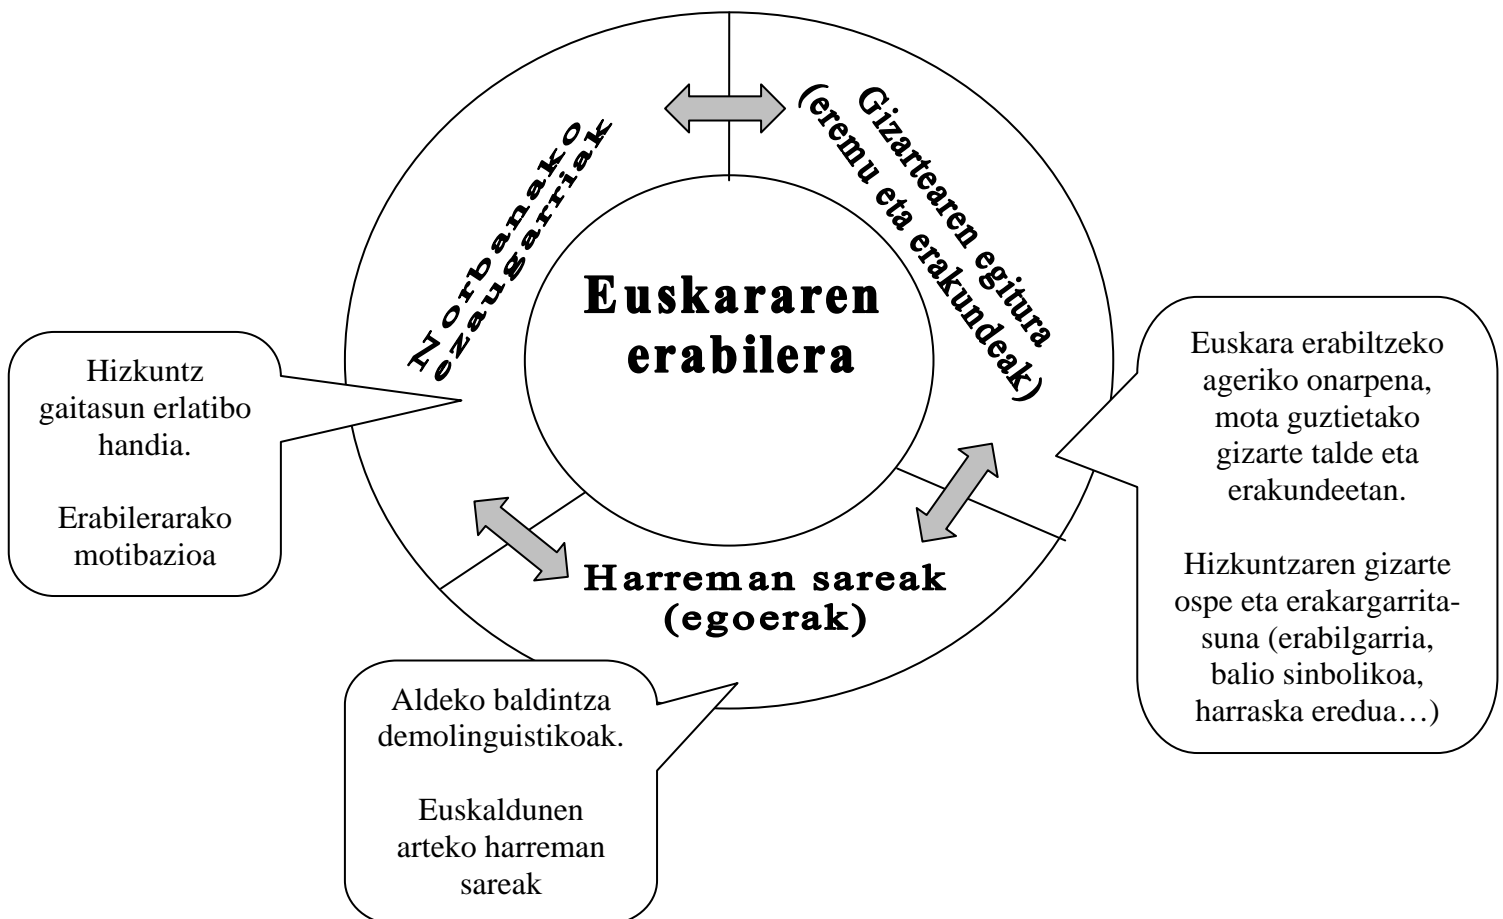 Norbanako
ezaugarriak
Gizartearen egitura
(eremu eta erakundeak)
Euskararen
erabilera
Harreman sareak
(egoerak)
Hizkuntz
gaitasun erlatibo
handia.
Erabilerarako
motibazioa
Euskara erabiltzeko
ageriko onarpena,
mota guztietako
gizarte talde eta
erakundeetan.
Hizkuntzaren gizarte
ospe eta erakargarrita-
suna (erabilgarria,
balio sinbolikoa,
harraska eredua…)
Aldeko baldintza
demolinguistikoak.
Euskaldunen
arteko harreman
sareak